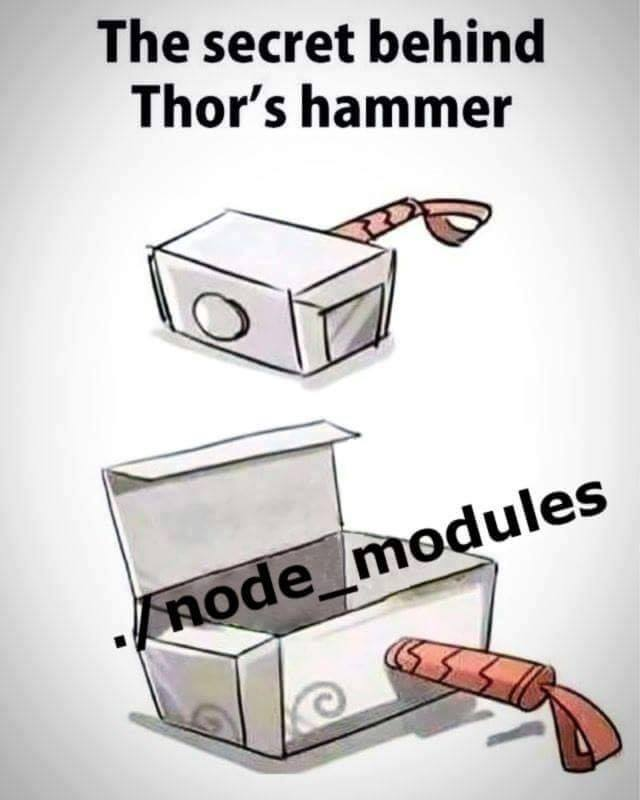 The secret behind
Thor's hammer
./node_modules